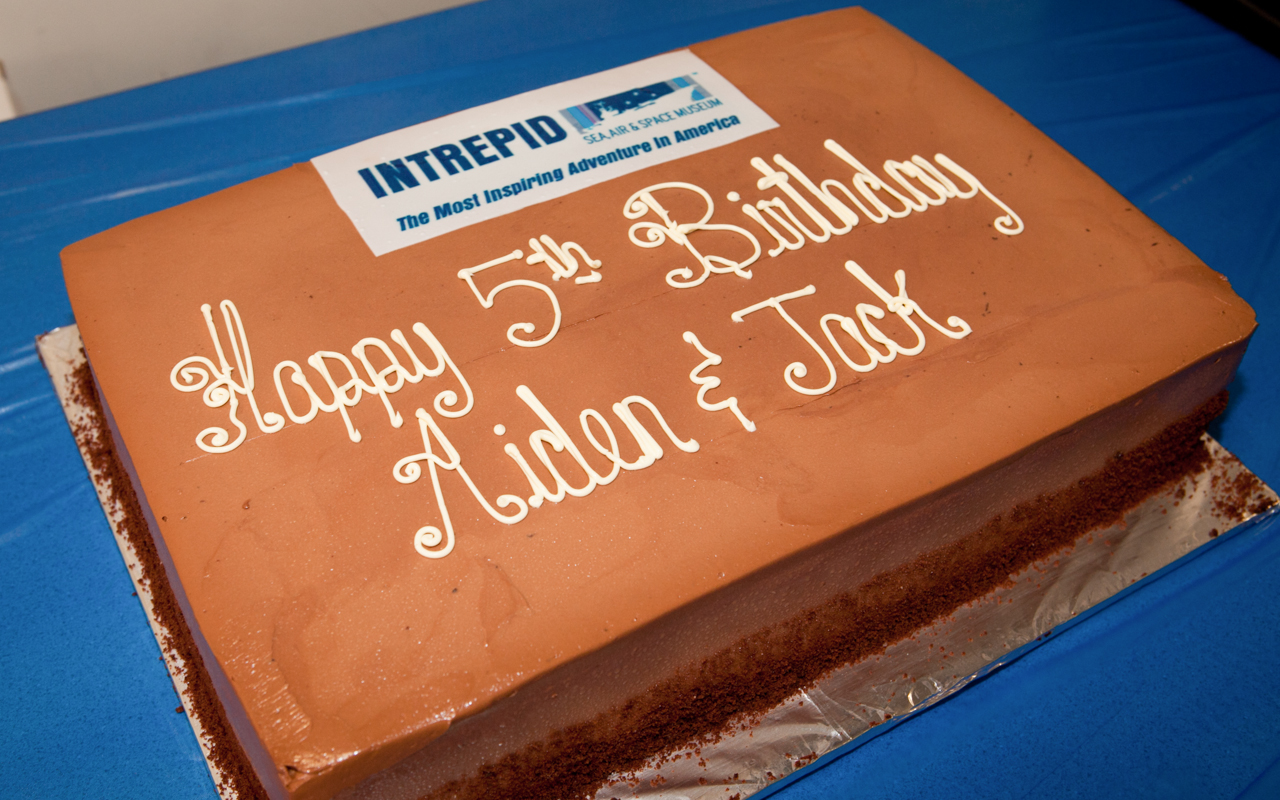 INTREPID
SEA, AIR & SPACE MUSEUM
The Most Inspiring Adventure in America
Happy 5th Birthday
Aiden & Jack